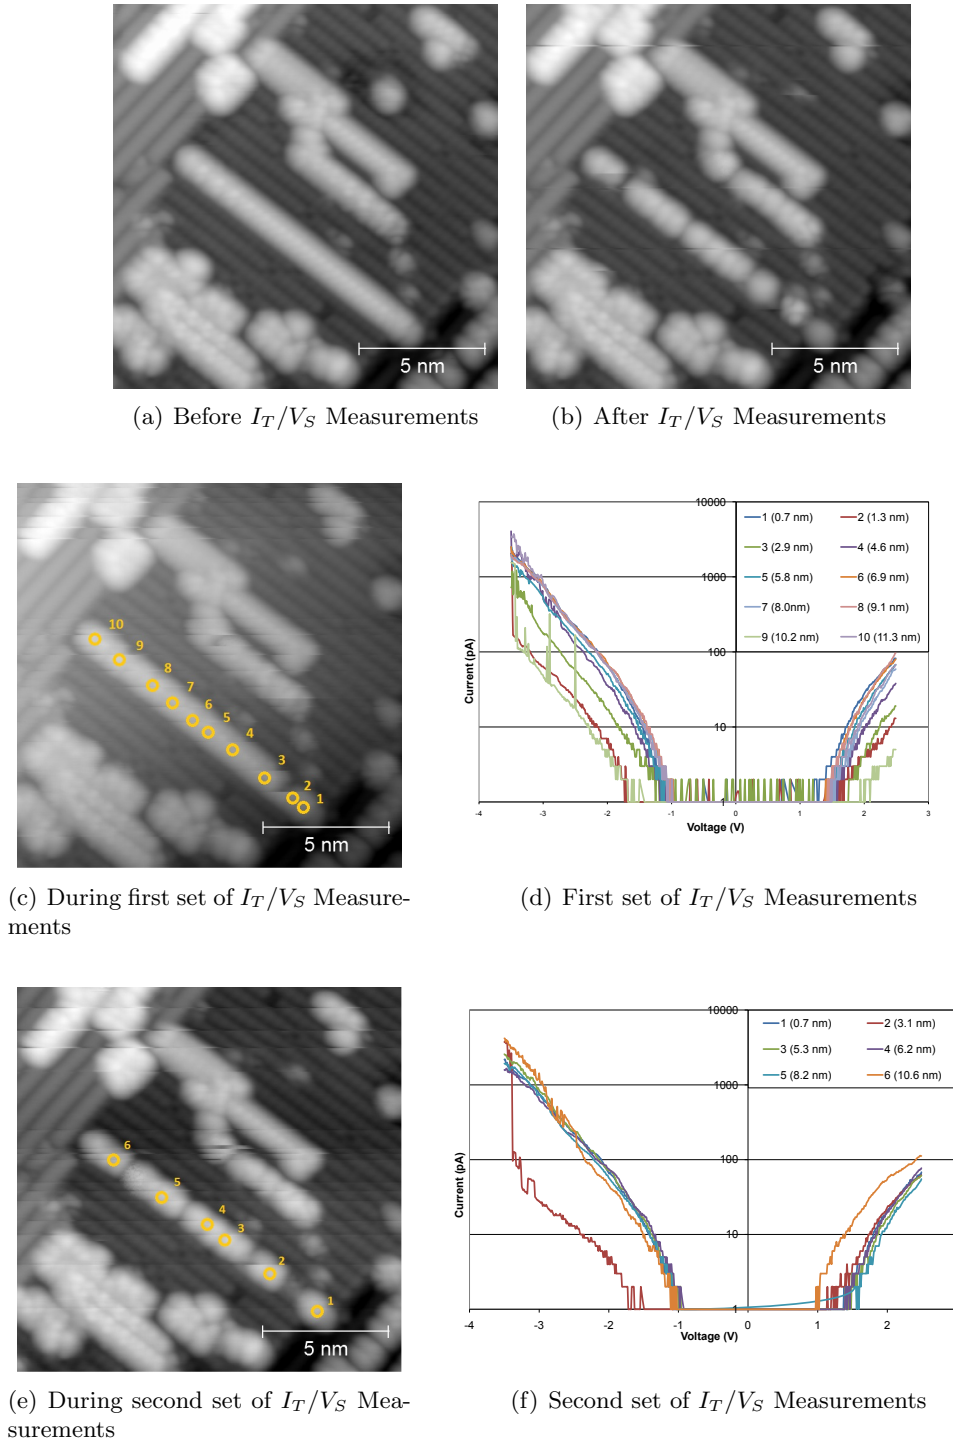 5 nm
5 nm
(a) Before I_T/V_S Measurements
(b) After I_T/V_S Measurements
10
9
8
7
6
5
4
3
2
1
5 nm
10000
1000
100
10
1
Current (pA)
-4
-3
-2
-1
0
1
2
3
Voltage (V)
1 (0.7 nm)
2 (1.3 nm)
3 (2.9 nm)
4 (4.6 nm)
5 (5.8 nm)
6 (6.9 nm)
7 (8.0nm)
8 (9.1 nm)
9 (10.2 nm)
10 (11.3 nm)
(c) During first set of I_T/V_S Measure-
ments
(d) First set of I_T/V_S Measurements
6
5
4
3
2
1
5 nm
10000
1000
100
10
1
Current (pA)
-4
-3
-2
-1
0
1
2
Voltage (V)
1 (0.7 nm)
2 (3.1 nm)
3 (5.3 nm)
4 (6.2 nm)
5 (8.2 nm)
6 (10.6 nm)
(e) During second set of I_T/V_S Mea-
surements
(f) Second set of I_T/V_S Measurements